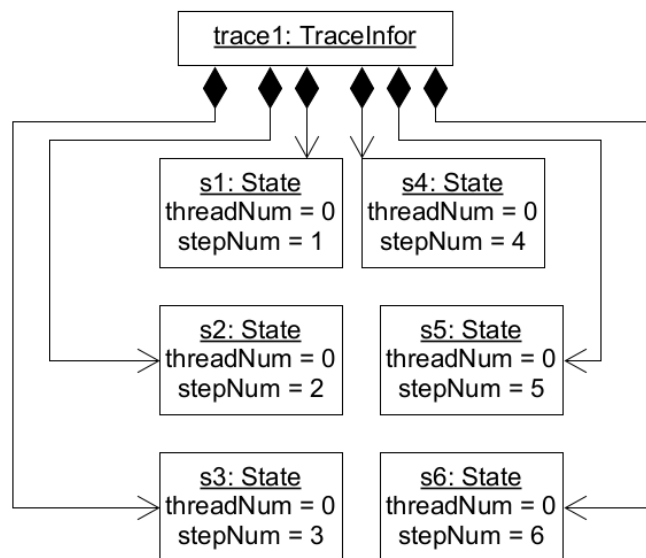 trace1: TraceInfor
s1: State
threadNum = 0
stepNum = 1
s4: State
threadNum = 0
stepNum = 4
s2: State
threadNum = 0
stepNum = 2
s5: State
threadNum = 0
stepNum = 5
s3: State
threadNum = 0
stepNum = 3
s6: State
threadNum = 0
stepNum = 6